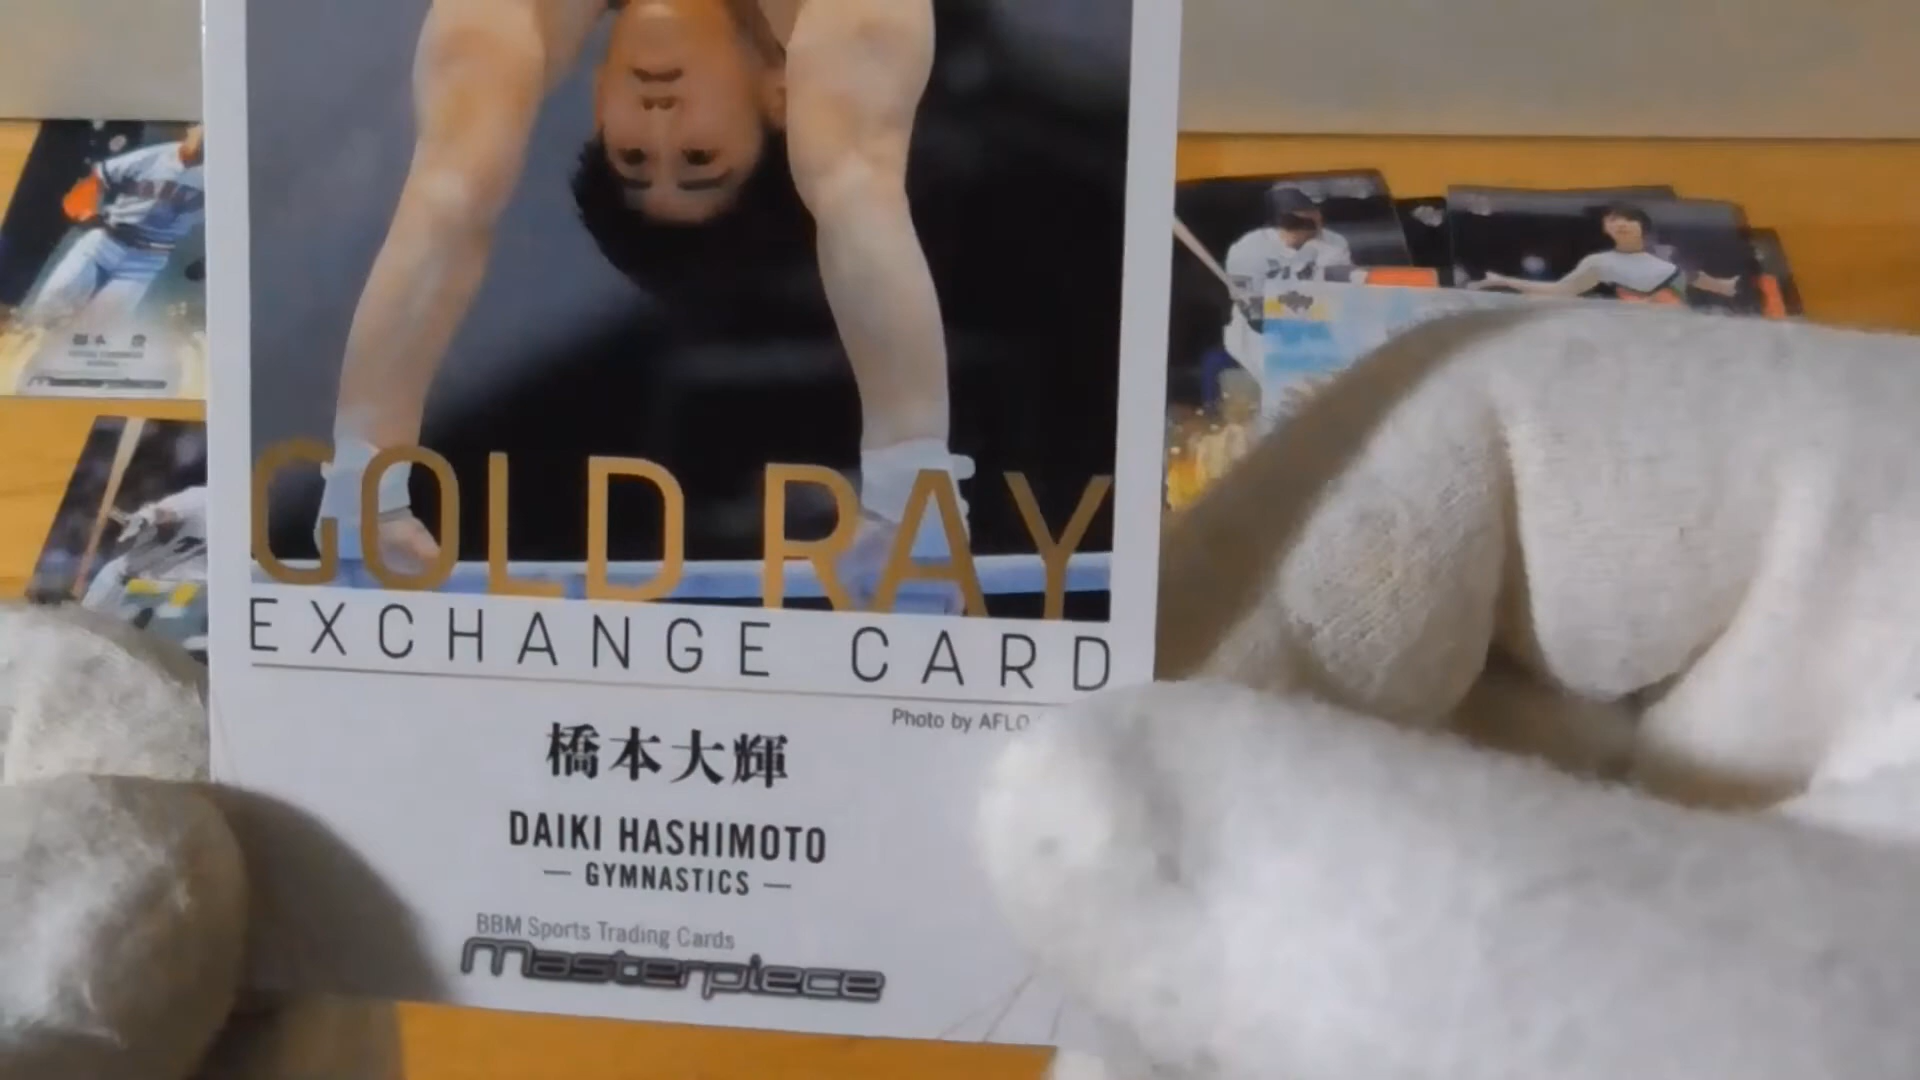 GOLD RAY
EXCHANGE CARD
Photo by AFLO
橋本大輝
DAIKI HASHIMOTO
— GYMNASTICS —
BBM Sports Trading Cards
Masterpiece
Masterpiece